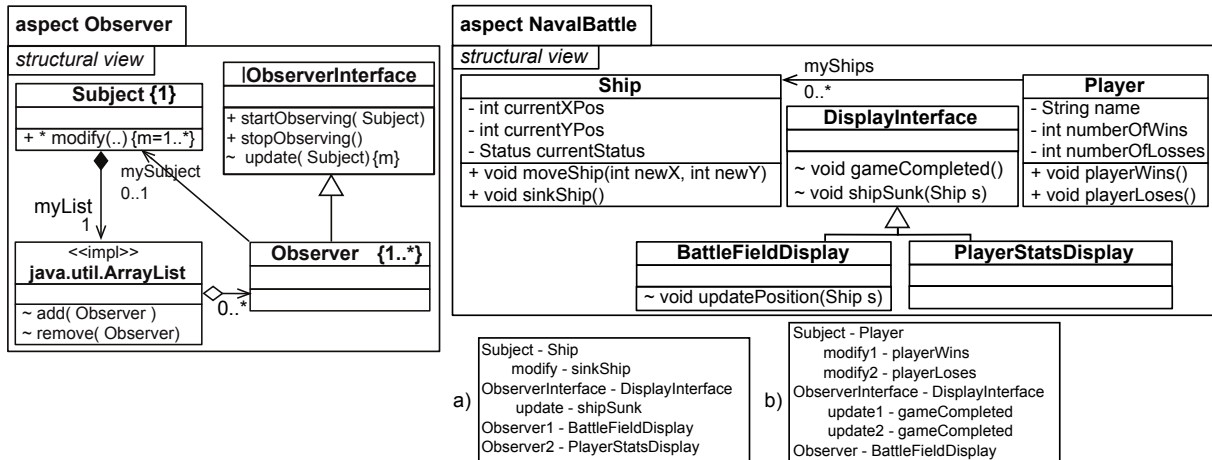 aspect Observer
structural view
Subject {1}
+ * modify(..) {m=1..*}
|ObserverInterface
+ startObserving( Subject)
+ stopObserving()
~ update( Subject) {m}
mySubject
0..1
myList
1
<<impl>>
java.util.ArrayList
~ add( Observer )
~ remove( Observer)
0..*
Observer {1..*}
aspect NavalBattle
structural view
Ship
- int currentXPos
- int currentYPos
- Status currentStatus
+ void moveShip(int newX, int newY)
+ void sinkShip()
myShips
0..*
DisplayInterface
~ void gameCompleted()
~ void shipSunk(Ship s)
Player
- String name
- int numberOfWins
- int numberOfLosses
+ void playerWins()
+ void playerLoses()
BattleFieldDisplay
~ void updatePosition(Ship s)
PlayerStatsDisplay
a)
Subject - Ship
modify - sinkShip
ObserverInterface - DisplayInterface
update - shipSunk
Observer1 - BattleFieldDisplay
Observer2 - PlayerStatsDisplay
b)
Subject - Player
modify1 - playerWins
modify2 - playerLoses
ObserverInterface - DisplayInterface
update1 - gameCompleted
update2 - gameCompleted
Observer - BattleFieldDisplay